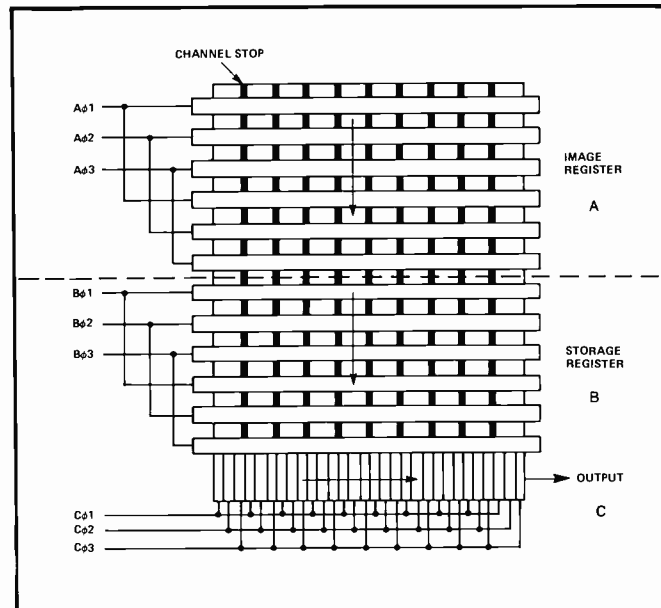 CHANNEL STOP
Aϕ1
Aϕ2
Aϕ3
IMAGE
REGISTER
A
Bϕ1
Bϕ2
Bϕ3
STORAGE
REGISTER
B
OUTPUT
C
Cϕ1
Cϕ2
Cϕ3